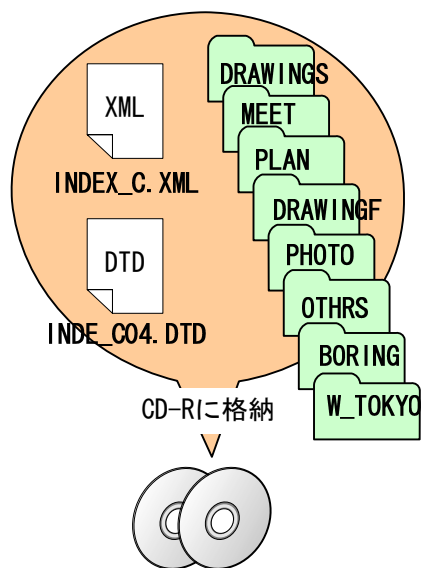 XML
INDEX_C.XML
DTD
INDE_C04.DTD
DRAWINGS
MEET
PLAN
DRAWINGF
PHOTO
OTHRS
BORING
W_TOKYO
CD-Rに格納